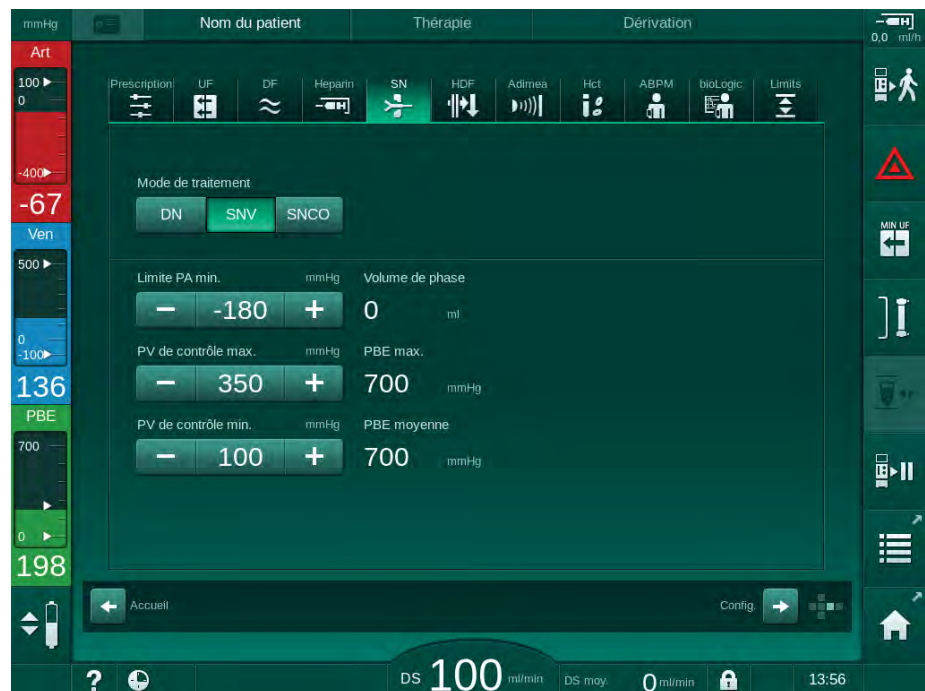 mmHg
Nom du patient
Thérapie
Dérivation
0,0 ml/h
Art
100
0
-400
-67
Ven
500
0
-100
136
PBE
700
0
198
Prescription
UF
DF
Heparin
SN
HDF
Adimea
Hct
ABPM
bioLogic
Limits
Mode de traitement
DN SNV SNCO
Limite PA min. mmHg Volume de phase
− -180 + 0 ml
PV de contrôle max. mmHg PBE max.
− 350 + 700 mmHg
PV de contrôle min. mmHg PBE moyenne
− 100 + 700 mmHg
MIN UF
Accueil
Config.
? DS 100 ml/min DS moy. 0 ml/min 13:56